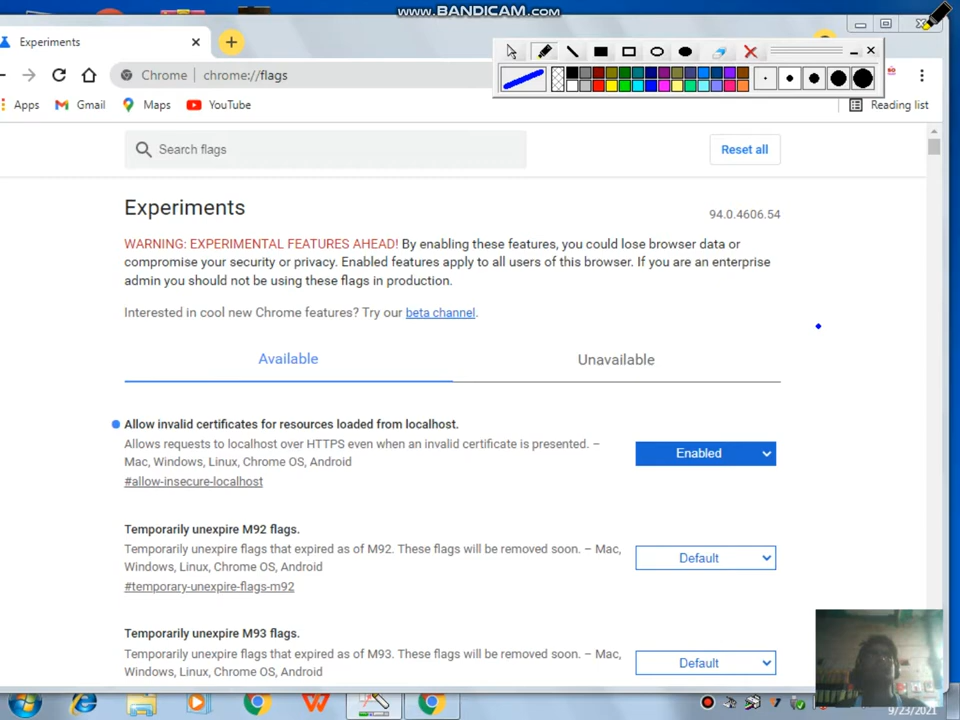 www.BANDICAM.com
Experiments
Chrome | chrome://flags
Apps Gmail Maps YouTube Reading list
Search flags
Reset all
Experiments
94.0.4606.54
WARNING: EXPERIMENTAL FEATURES AHEAD! By enabling these features, you could lose browser data or
compromise your security or privacy. Enabled features apply to all users of this browser. If you are an enterprise
admin you should not be using these flags in production.
Interested in cool new Chrome features? Try our beta channel.
Available Unavailable
Allow invalid certificates for resources loaded from localhost.
Allows requests to localhost over HTTPS even when an invalid certificate is presented. –
Mac, Windows, Linux, Chrome OS, Android
#allow-insecure-localhost
Enabled
Temporarily unexpire M92 flags.
Temporarily unexpire flags that expired as of M92. These flags will be removed soon. – Mac,
Windows, Linux, Chrome OS, Android
#temporary-unexpire-flags-m92
Default
Temporarily unexpire M93 flags.
Temporarily unexpire flags that expired as of M93. These flags will be removed soon. – Mac,
Windows, Linux, Chrome OS, Android
Default
9/23/2021